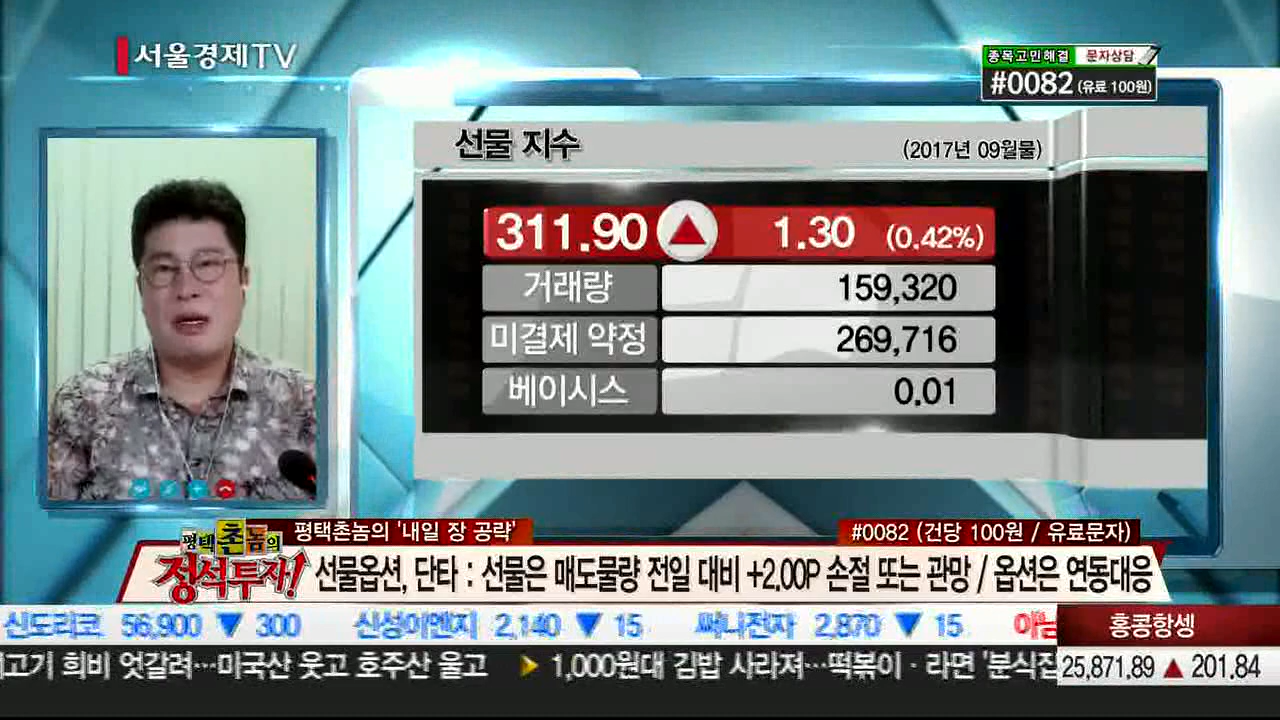 서울경제TV
종목고민해결 문자상담
#0082 (유료 100원)
선물 지수 (2017년 09월물)
311.90 ▲ 1.30 (0.42%)
거래량 159,320
미결제 약정 269,716
베이시스 0.01
평택촌놈의 정석투자!
평택촌놈의 '내일 장 공략'
#0082 (건당 100원 / 유료문자)
선물옵션, 단타 : 선물은 매도물량 전일 대비 +2.00P 손절 또는 관망 / 옵션은 연동대응
신도리코 56,900 ▼ 300 신성이엔지 2,140 ▼ 15 써니전자 2,870 ▼ 15
홍콩항셍
고기 희비 엇갈려…미국산 웃고 호주산 울고 ▶ 1,000원대 김밥 사라져…떡볶이·라면 '분식집
25,871.89 ▲ 201.84